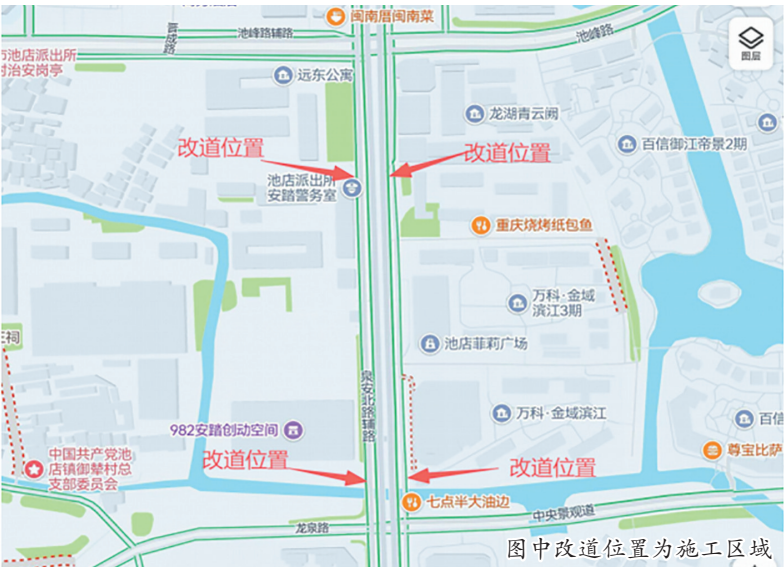 闽南厝闽南菜
晋成路
池峰路辅路
池峰路
池店派出所
治安岗亭
图层
远东公寓
龙湖青云阙
百信御江帝景2期
改道位置
改道位置
池店派出所
安踏警务室
重庆烧烤纸包鱼
万科·金域
滨江3期
池店菲莉广场
泉安北路辅路
万科·金域滨江
百信
982安踏创动空间
尊宝比萨
中国共产党池
店镇御辇村总
支部委员会
改道位置
改道位置
七点半大油边
中央景观道
龙泉路
图中改道位置为施工区域